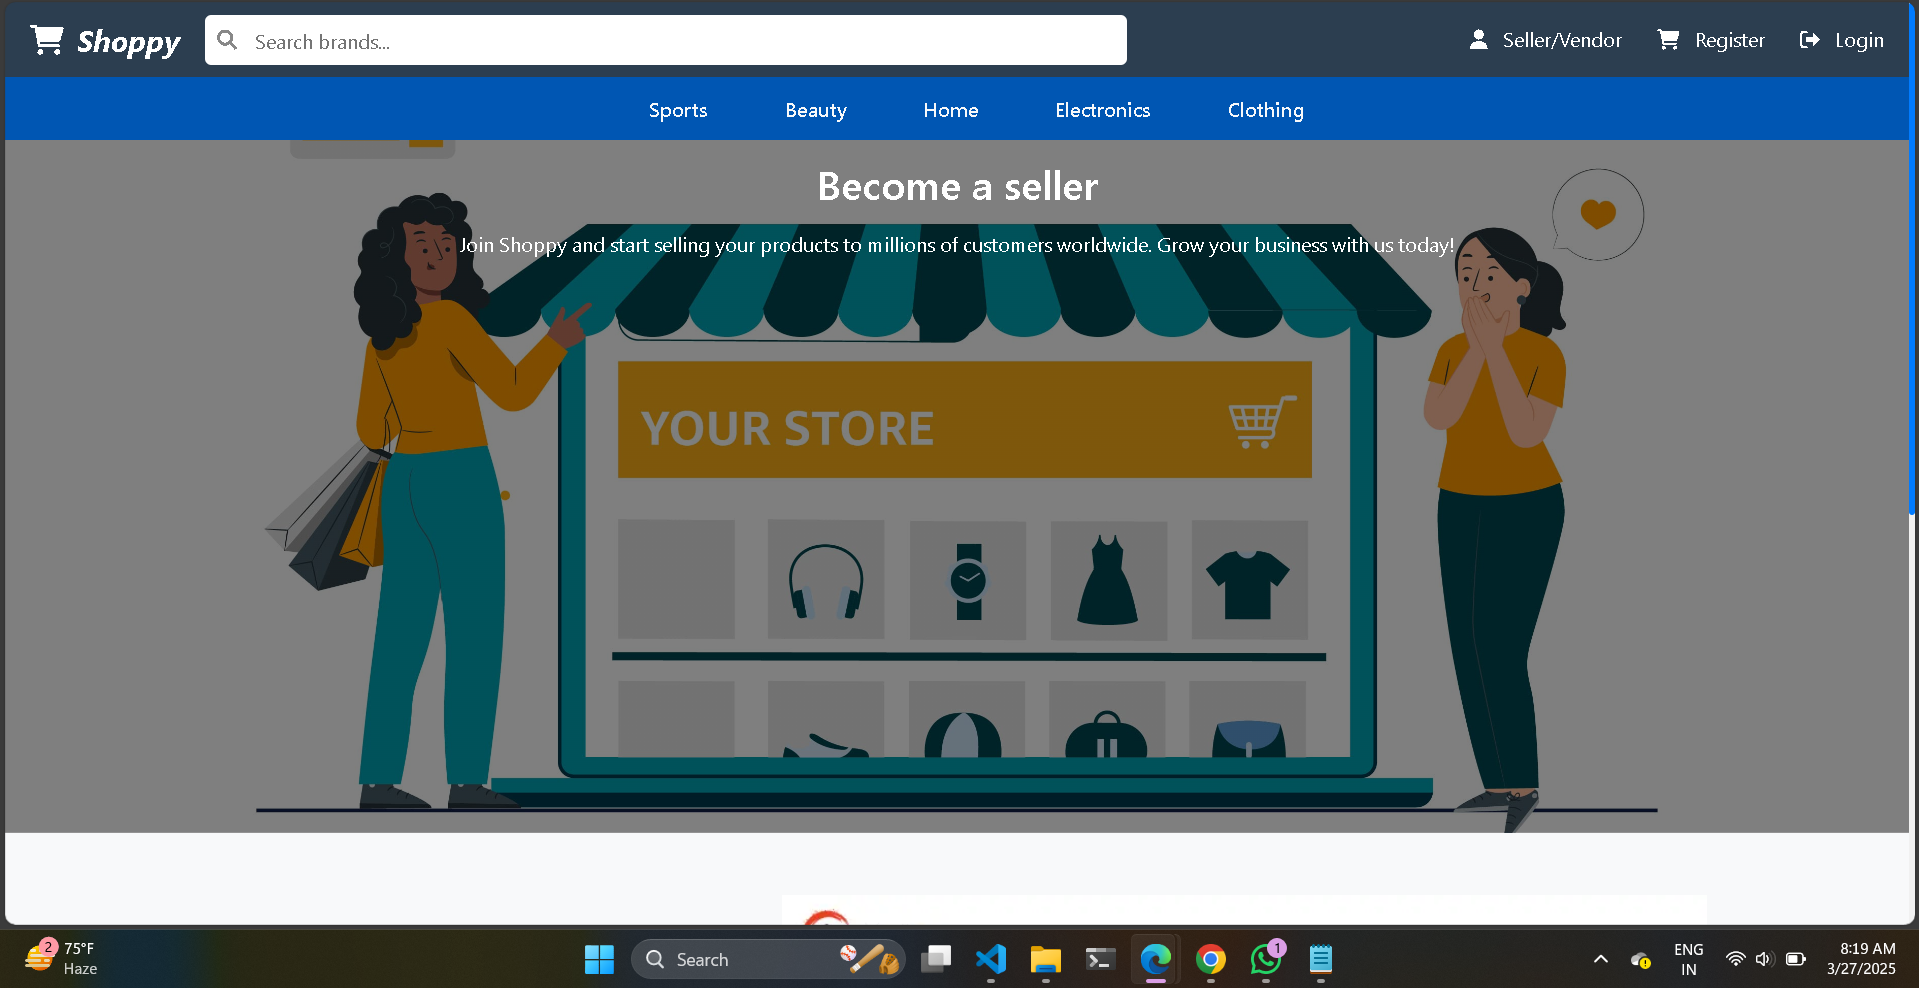 Shoppy
Search brands...
Seller/Vendor
Register
Login
Sports
Beauty
Home
Electronics
Clothing
Become a seller
Join Shoppy and start selling your products to millions of customers worldwide. Grow your business with us today!
YOUR STORE
2
75°F
Haze
Search
1
ENG
IN
8:19 AM
3/27/2025